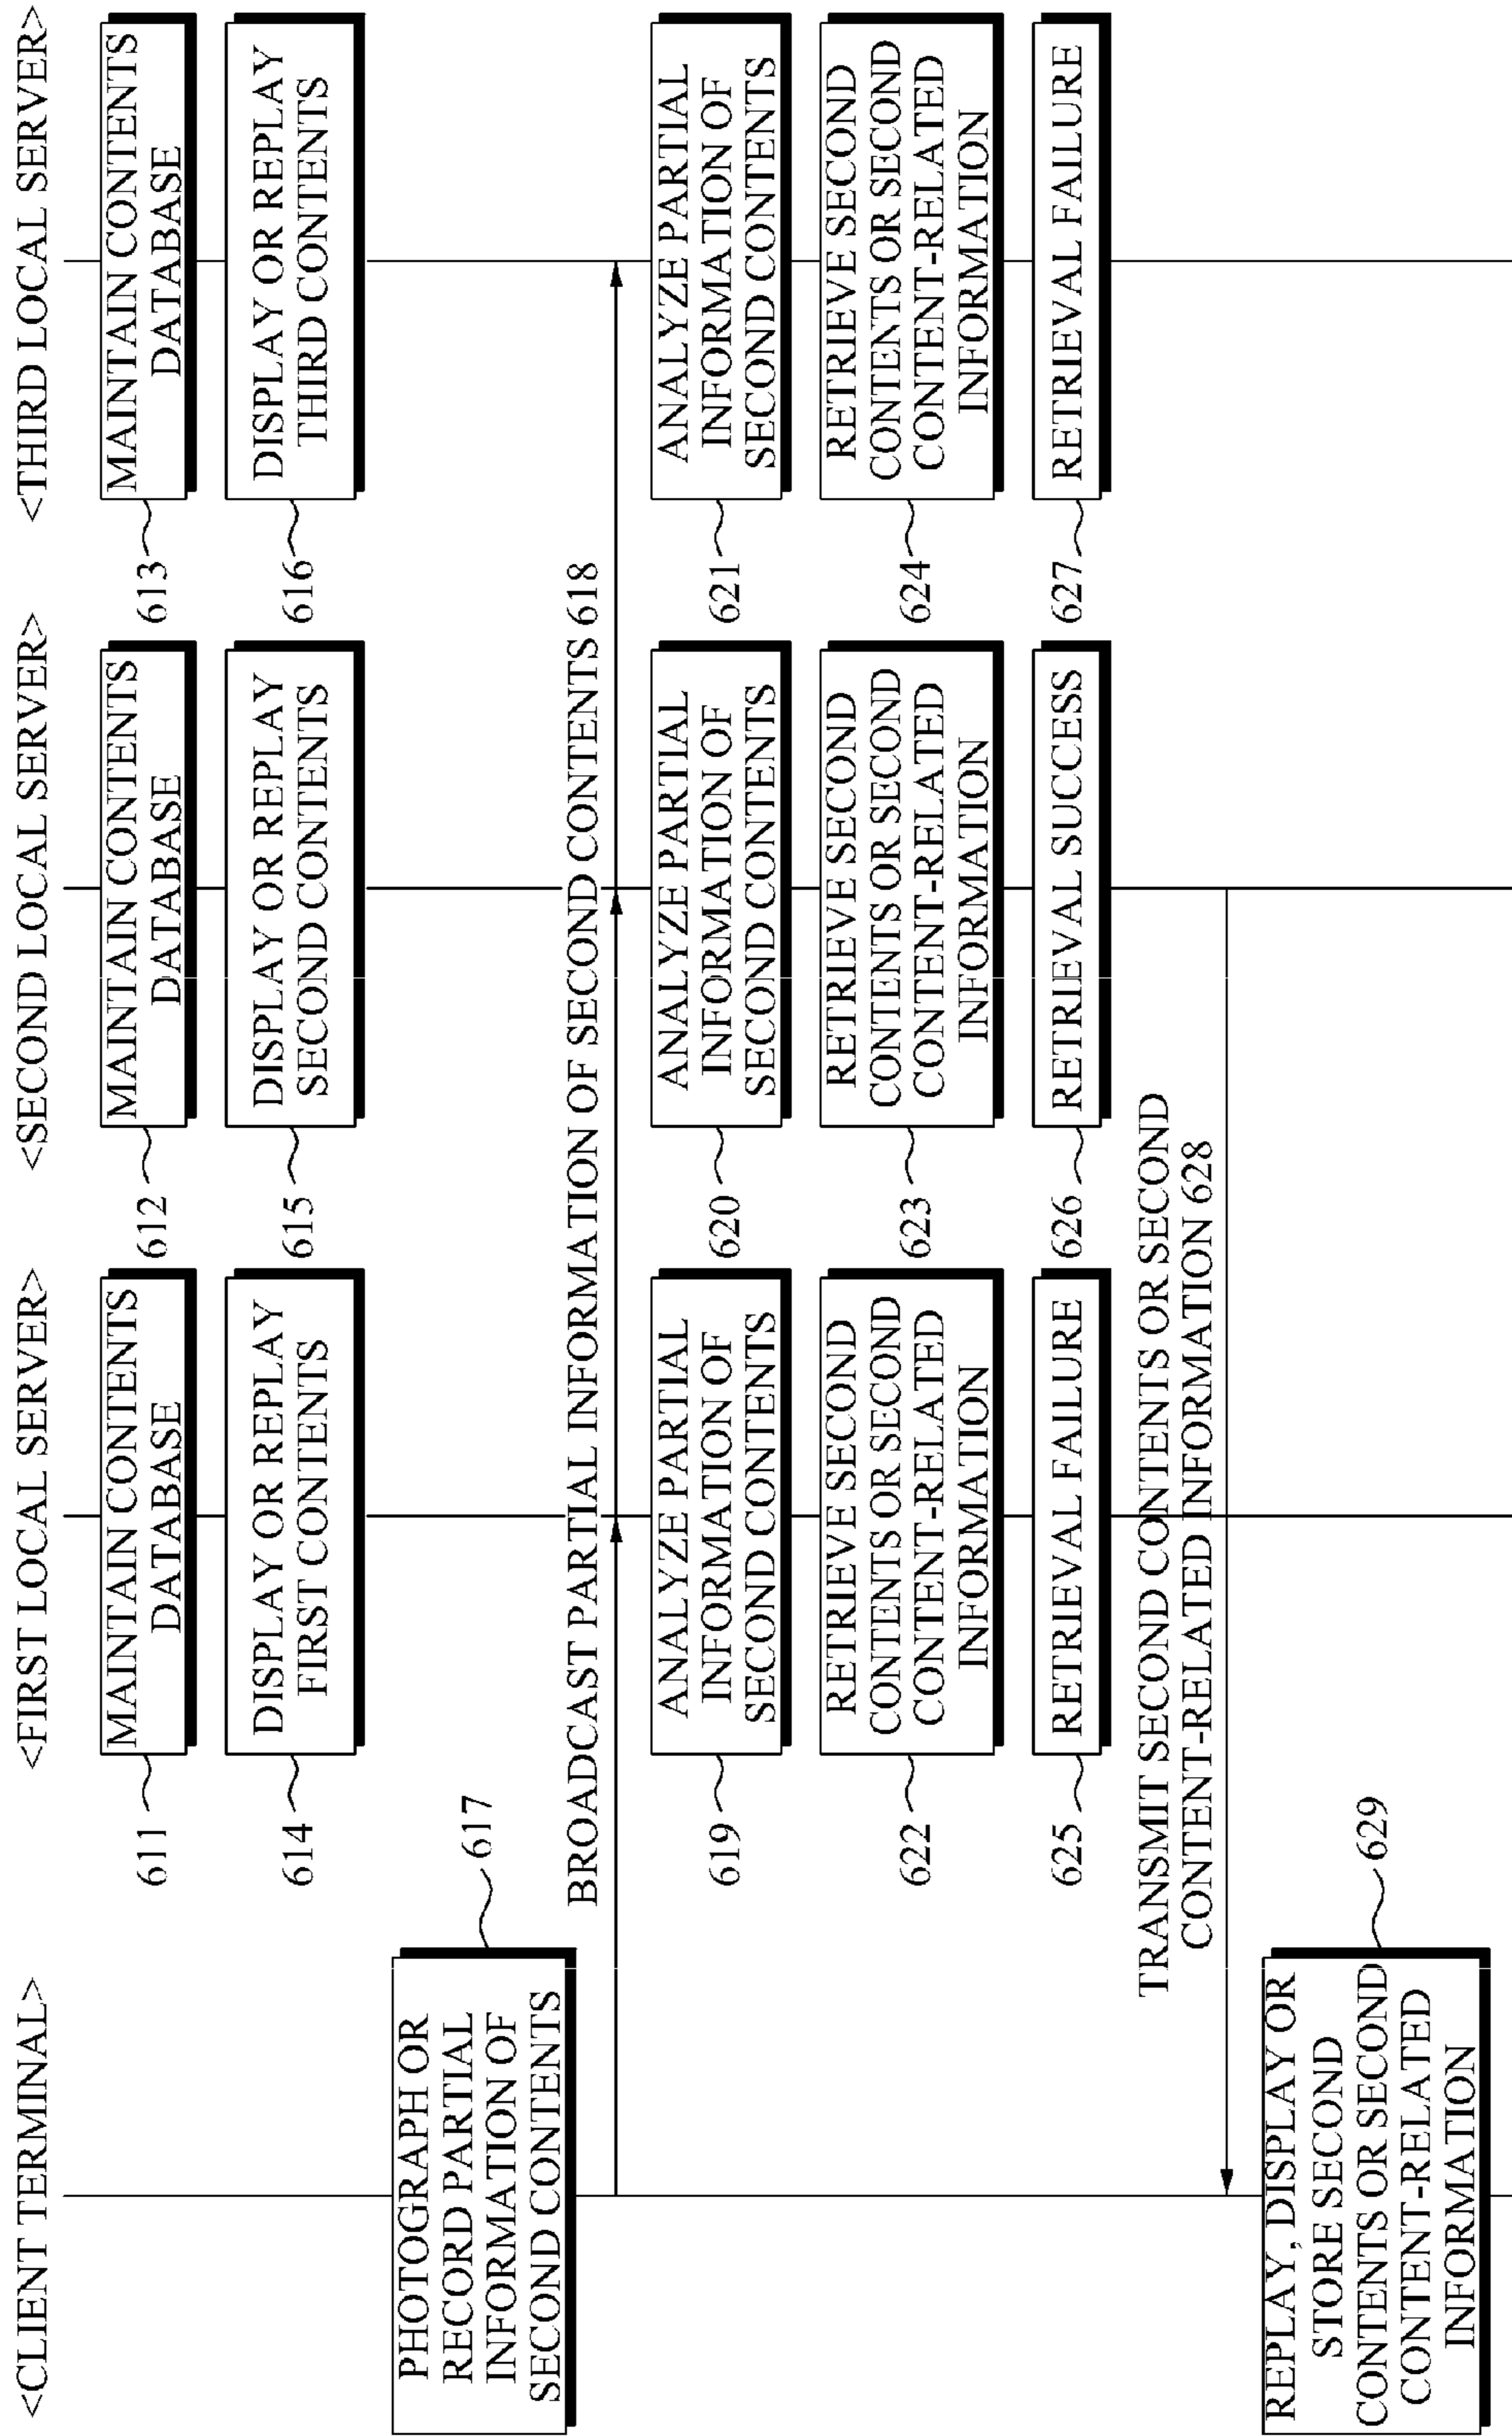 <CLIENT TERMINAL>
<FIRST LOCAL SERVER>
<SECOND LOCAL SERVER>
<THIRD LOCAL SERVER>
611
MAINTAIN CONTENTS
DATABASE
612
MAINTAIN CONTENTS
DATABASE
613
MAINTAIN CONTENTS
DATABASE
614
DISPLAY OR REPLAY
FIRST CONTENTS
615
DISPLAY OR REPLAY
SECOND CONTENTS
616
DISPLAY OR REPLAY
THIRD CONTENTS
PHOTOGRAPH OR
RECORD PARTIAL
INFORMATION OF
SECOND CONTENTS
617
BROADCAST PARTIAL INFORMATION OF SECOND CONTENTS 618
619
ANALYZE PARTIAL
INFORMATION OF
SECOND CONTENTS
620
ANALYZE PARTIAL
INFORMATION OF
SECOND CONTENTS
621
ANALYZE PARTIAL
INFORMATION OF
SECOND CONTENTS
622
RETRIEVE SECOND
CONTENTS OR SECOND
CONTENT-RELATED
INFORMATION
623
RETRIEVE SECOND
CONTENTS OR SECOND
CONTENT-RELATED
INFORMATION
624
RETRIEVE SECOND
CONTENTS OR SECOND
CONTENT-RELATED
INFORMATION
625
RETRIEVAL FAILURE
626
RETRIEVAL SUCCESS
627
RETRIEVAL FAILURE
TRANSMIT SECOND CONTENTS OR SECOND
CONTENT-RELATED INFORMATION 628
REPLAY, DISPLAY OR
STORE SECOND
CONTENTS OR SECOND
CONTENT-RELATED
INFORMATION
629